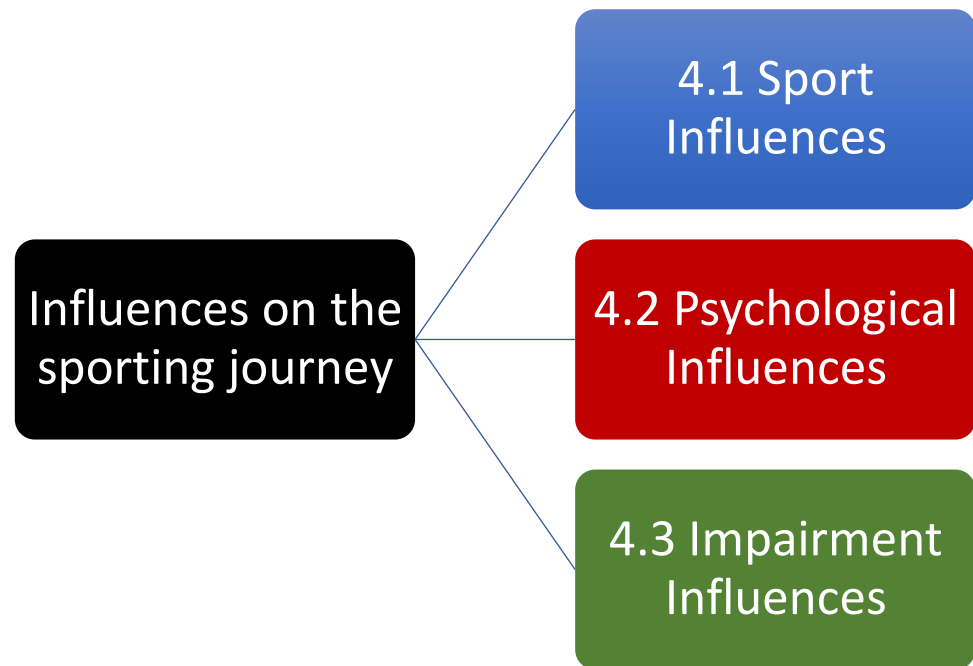 4.1 Sport
Influences
Influences on the
sporting journey
4.2 Psychological
Influences
4.3 Impairment
Influences